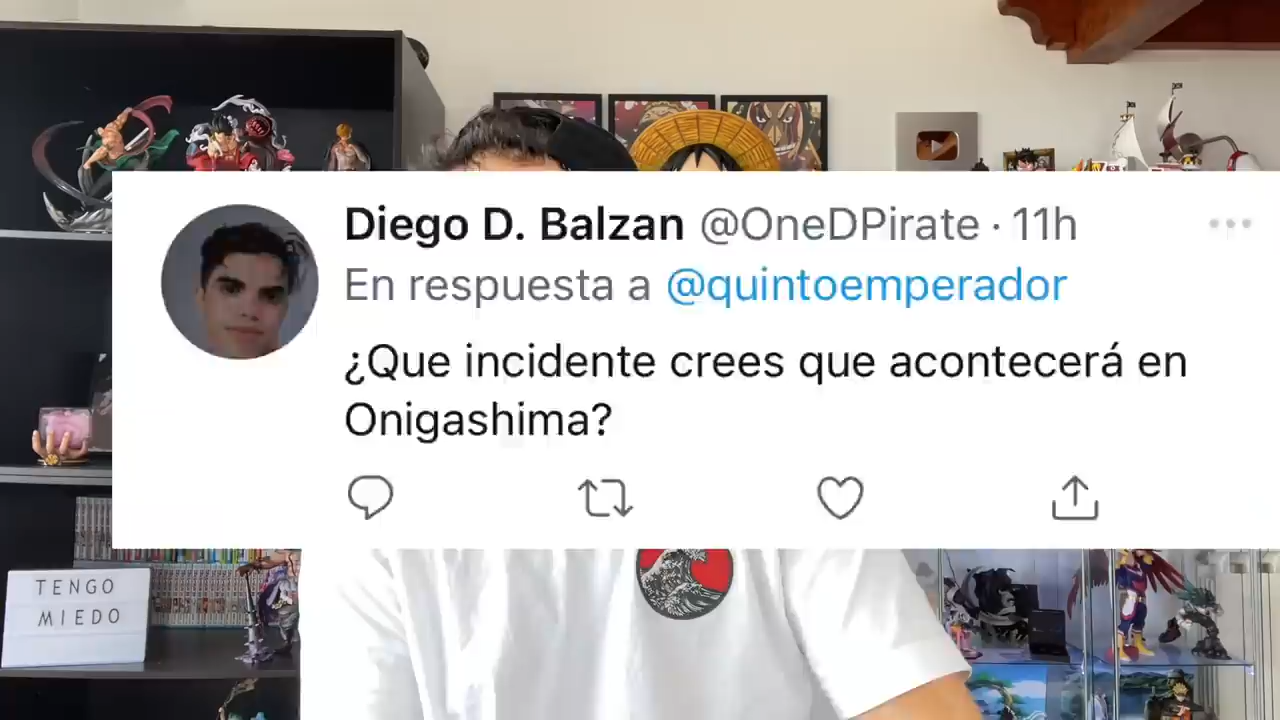 Diego D. Balzan @OneDPirate · 11h
En respuesta a @quintoemperador
¿Que incidente crees que acontecerá en
Onigashima?
TENGO
MIEDO